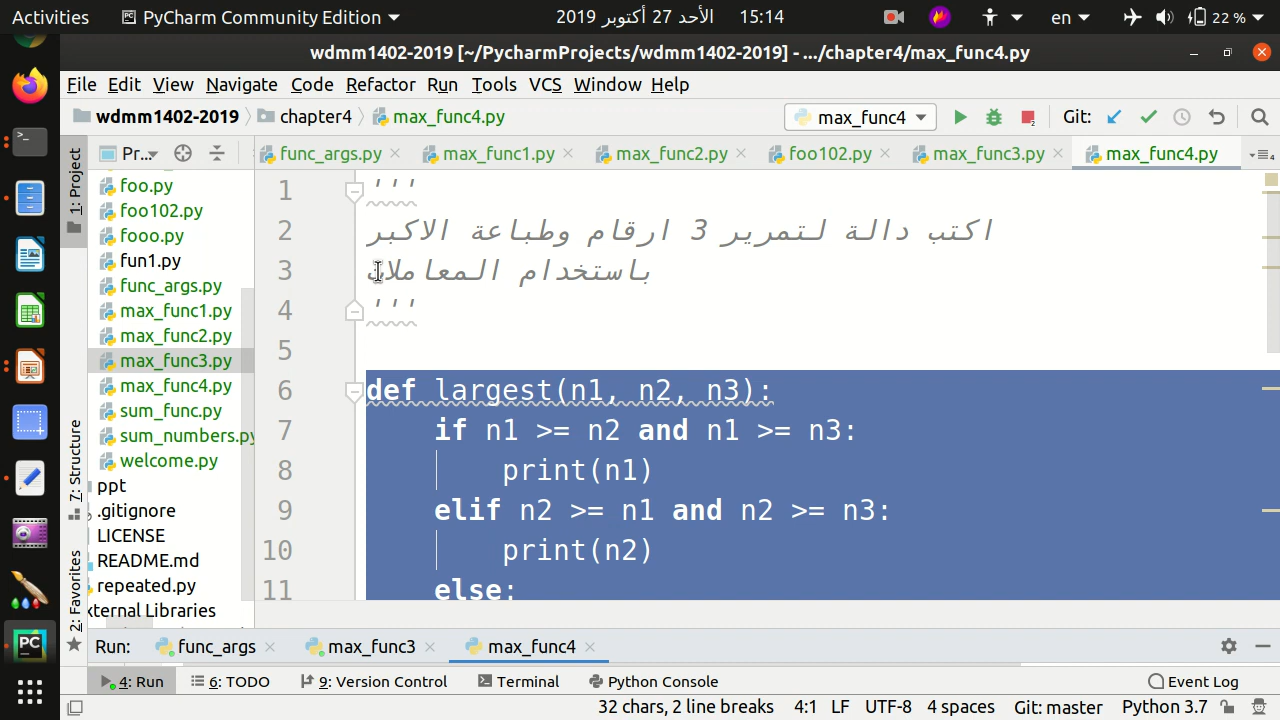 Activities PyCharm Community Edition الأحد 27 أكتوبر 2019 15:14 en 22 %
wdmm1402-2019 [~/PycharmProjects/wdmm1402-2019] - .../chapter4/max_func4.py
File Edit View Navigate Code Refactor Run Tools VCS Window Help
wdmm1402-2019 chapter4 max_func4.py max_func4 Git:
1: Project
Pr... func_args.py max_func1.py max_func2.py foo102.py max_func3.py max_func4.py
foo.py
foo102.py
fooo.py
fun1.py
func_args.py
max_func1.py
max_func2.py
max_func3.py
max_func4.py
sum_func.py
sum_numbers.py
welcome.py
ppt
.gitignore
LICENSE
README.md
repeated.py
xternal Libraries
7: Structure
2: Favorites
1 '''
2 اكتب دالة لتمرير 3 ارقام وطباعة الاكبر
3 باستخدام المعاملات
4 '''
5
6 def largest(n1, n2, n3):
7 if n1 >= n2 and n1 >= n3:
8 print(n1)
9 elif n2 >= n1 and n2 >= n3:
10 print(n2)
11 else:
Run: func_args max_func3 max_func4
4: Run 6: TODO 9: Version Control Terminal Python Console Event Log
32 chars, 2 line breaks 4:1 LF UTF-8 4 spaces Git: master Python 3.7